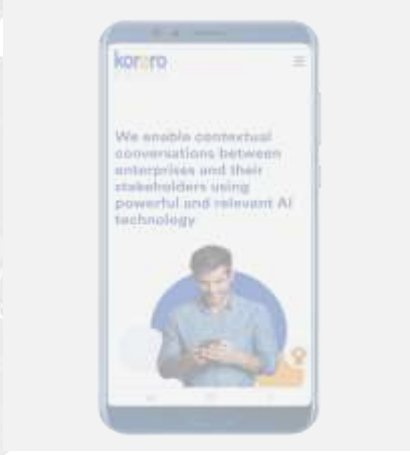 korero
We enable contextual
conversations between
enterprises and their
stakeholders using
powerful and relevant AI
technology